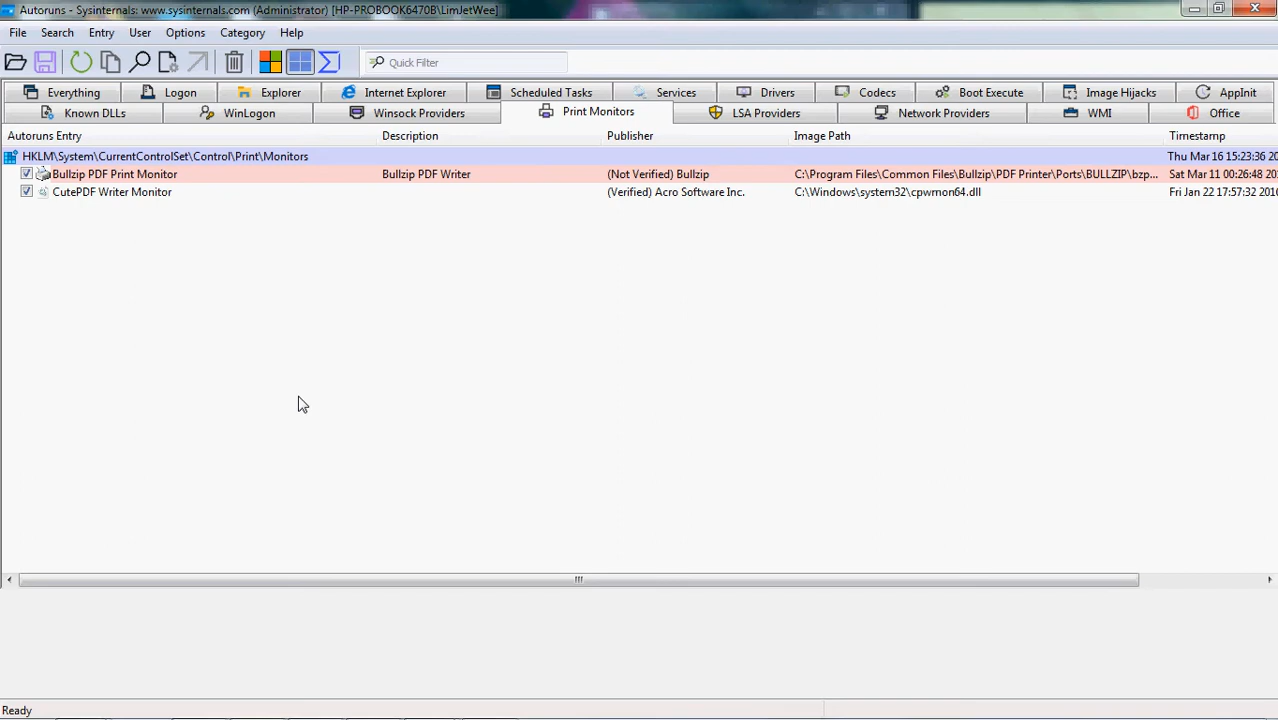 Autoruns - Sysinternals: www.sysinternals.com (Administrator) [HP-PROBOOK6470B\LimJetWee]
File Search Entry User Options Category Help
Quick Filter
Everything Logon Explorer Internet Explorer Scheduled Tasks Services Drivers Codecs Boot Execute Image Hijacks AppInit
Known DLLs WinLogon Winsock Providers Print Monitors LSA Providers Network Providers WMI Office
Autoruns Entry Description Publisher Image Path Timestamp
HKLM\System\CurrentControlSet\Control\Print\Monitors Thu Mar 16 15:23:36 20
Bullzip PDF Print Monitor Bullzip PDF Writer (Not Verified) Bullzip C:\Program Files\Common Files\Bullzip\PDF Printer\Ports\BULLZIP\bzp... Sat Mar 11 00:26:48 20
CutePDF Writer Monitor (Verified) Acro Software Inc. C:\Windows\system32\cpwmon64.dll Fri Jan 22 17:57:32 2010
Ready